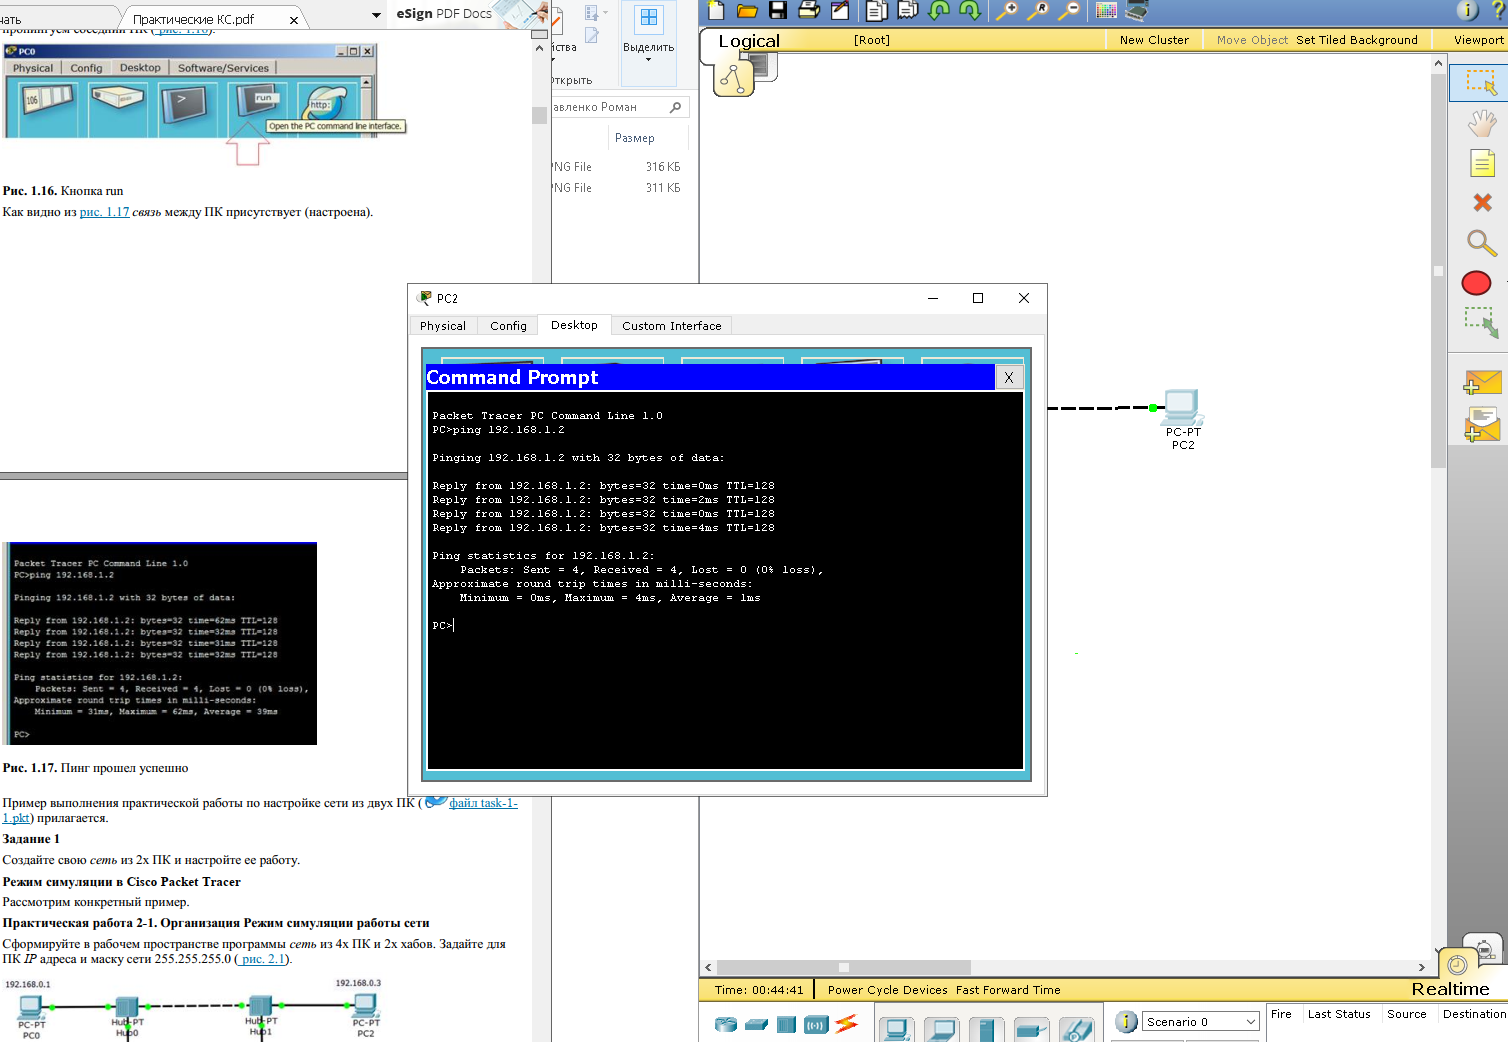 чать
Практические КС.pdf
eSign PDF Docs
пропингуем соседний ПК ( рис. 1.16).
PC0
Physical
Config
Desktop
Software/Services
106
run
http:
Open the PC command line interface.
Рис. 1.16. Кнопка run
Как видно из рис. 1.17 связь между ПК присутствует (настроена).
Packet Tracer PC Command Line 1.0
PC>ping 192.168.1.2
Pinging 192.168.1.2 with 32 bytes of data:
Reply from 192.168.1.2: bytes=32 time=62ms TTL=128
Reply from 192.168.1.2: bytes=32 time=32ms TTL=128
Reply from 192.168.1.2: bytes=32 time=31ms TTL=128
Reply from 192.168.1.2: bytes=32 time=32ms TTL=128
Ping statistics for 192.168.1.2:
Packets: Sent = 4, Received = 4, Lost = 0 (0% loss),
Approximate round trip times in milli-seconds:
Minimum = 31ms, Maximum = 62ms, Average = 39ms
PC>
Рис. 1.17. Пинг прошел успешно
Пример выполнения практической работы по настройке сети из двух ПК ( файл task-1-
1.pkt) прилагается.
Задание 1
Создайте свою сеть из 2х ПК и настройте ее работу.
Режим симуляции в Cisco Packet Tracer
Рассмотрим конкретный пример.
Практическая работа 2-1. Организация Режим симуляции работы сети
Сформируйте в рабочем пространстве программы сеть из 4х ПК и 2х хабов. Задайте для
ПК IP адреса и маску сети 255.255.255.0 ( рис. 2.1).
192.168.0.1
192.168.0.3
PC-PT
PC0
Hub-PT
Hub0
Hub-PT
Hub1
PC-PT
PC2
йства
Выделить
Открыть
авленко Роман
Размер
PNG File
316 КБ
PNG File
311 КБ
PC2
Physical
Config
Desktop
Custom Interface
Command Prompt
X
Packet Tracer PC Command Line 1.0
PC>ping 192.168.1.2
Pinging 192.168.1.2 with 32 bytes of data:
Reply from 192.168.1.2: bytes=32 time=0ms TTL=128
Reply from 192.168.1.2: bytes=32 time=2ms TTL=128
Reply from 192.168.1.2: bytes=32 time=0ms TTL=128
Reply from 192.168.1.2: bytes=32 time=4ms TTL=128
Ping statistics for 192.168.1.2:
Packets: Sent = 4, Received = 4, Lost = 0 (0% loss),
Approximate round trip times in milli-seconds:
Minimum = 0ms, Maximum = 4ms, Average = 1ms
PC>
Logical
[Root]
New Cluster
Move Object
Set Tiled Background
Viewport
PC-PT
PC2
Time: 00:44:41
Power Cycle Devices
Fast Forward Time
Realtime
Scenario 0
Fire
Last Status
Source
Destination